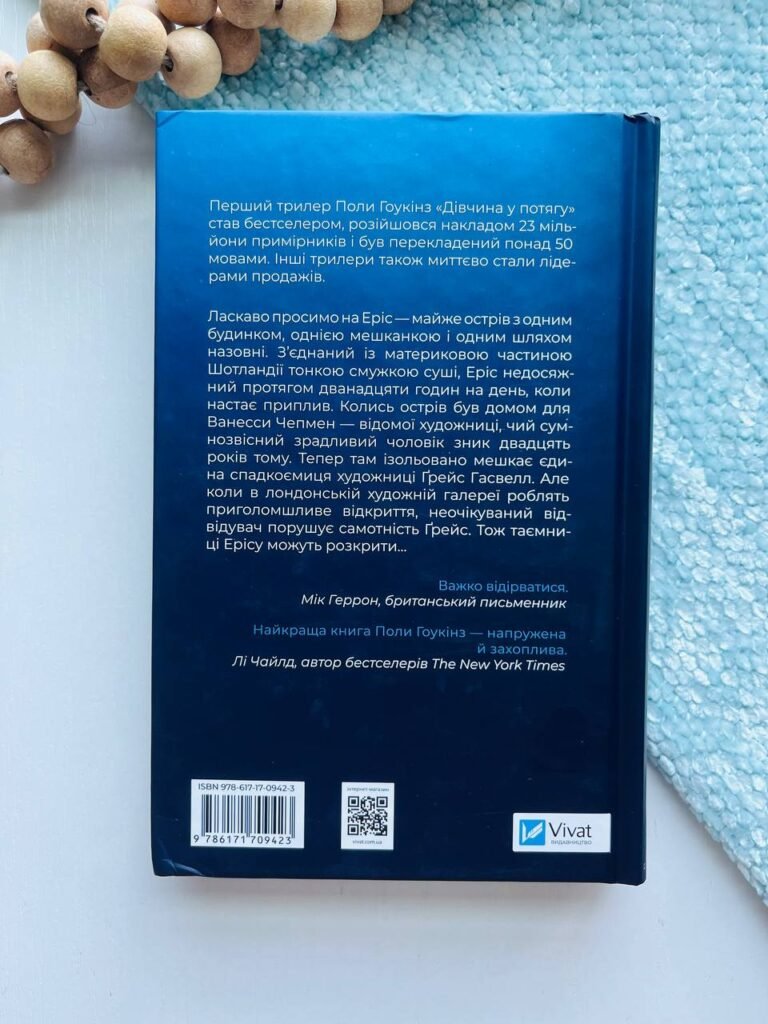 Перший трилер Поли Гоукінз «Дівчина у потягу»
став бестселером, розійшовся накладом 23 міль-
йони примірників і був перекладений понад 50
мовами. Інші трилери також миттєво стали ліде-
рами продажів.
Ласкаво просимо на Еріс — майже острів з одним
будинком, однією мешканкою і одним шляхом
назовні. З’єднаний із материковою частиною
Шотландії тонкою смужкою суші, Еріс недосяж-
ний протягом дванадцяти годин на день, коли
настає приплив. Колись острів був домом для
Ванесси Чепмен — відомої художниці, чий сум-
нозвісний зрадливий чоловік зник двадцять
років тому. Тепер там ізольовано мешкає єди-
на спадкоємиця художниці Ґрейс Гасвелл. Але
коли в лондонській художній галереї роблять
приголомшливе відкриття, неочікуваний від-
відувач порушує самотність Ґрейс. Тож таємни-
ці Ерісу можуть розкрити...
Важко відірватися.
Мік Геррон, британський письменник
Найкраща книга Поли Гоукінз — напружена
й захоплива.
Лі Чайлд, автор бестселерів The New York Times
ISBN 978-617-17-0942-3
9 786171 709423
інтернет-магазин
vivat.com.ua
Vivat
видавництво